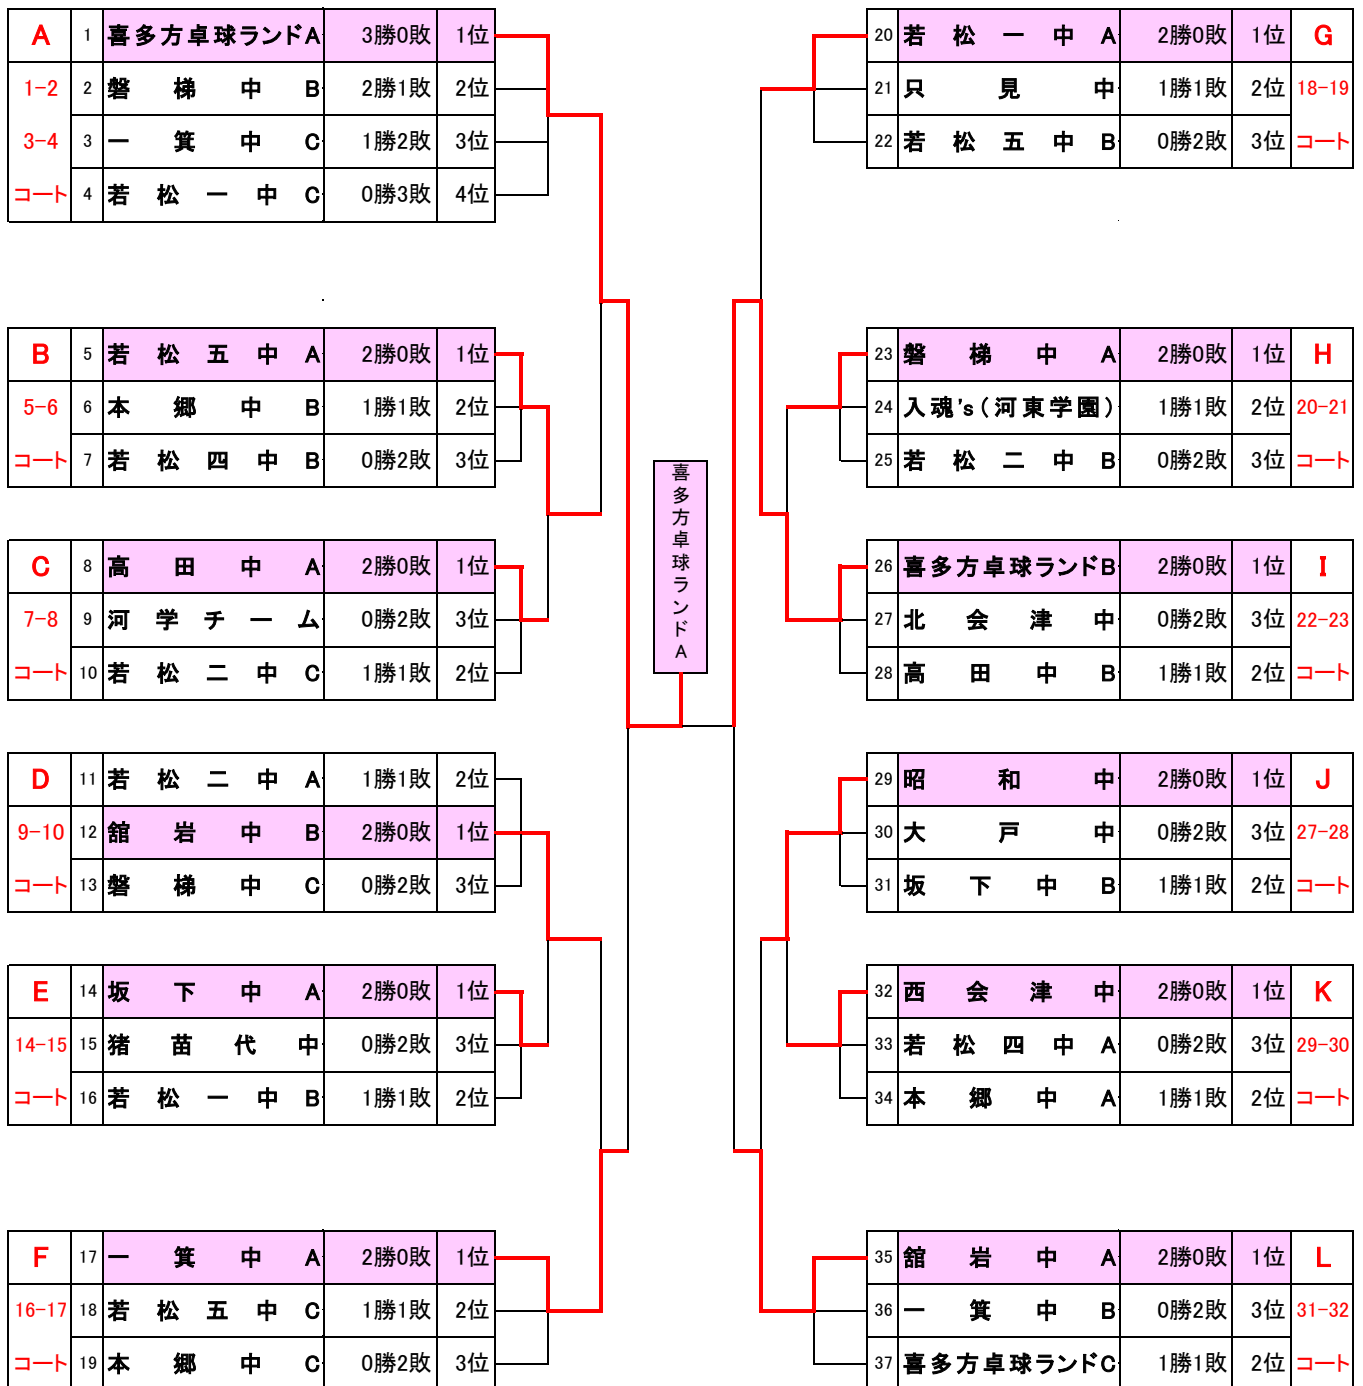 A 1 喜多方卓球ランドA 3勝0敗 1位
1-2 2 磐梯中B 2勝1敗 2位
3-4 3 一箕中C 1勝2敗 3位
コート 4 若松一中C 0勝3敗 4位
B 5 若松五中A 2勝0敗 1位
5-6 6 本郷中B 1勝1敗 2位
コート 7 若松四中B 0勝2敗 3位
C 8 高田中A 2勝0敗 1位
7-8 9 河学チーム 0勝2敗 3位
コート 10 若松二中C 1勝1敗 2位
D 11 若松二中A 1勝1敗 2位
9-10 12 舘岩中B 2勝0敗 1位
コート 13 磐梯中C 0勝2敗 3位
E 14 坂下中A 2勝0敗 1位
14-15 15 猪苗代中 0勝2敗 3位
コート 16 若松一中B 1勝1敗 2位
F 17 一箕中A 2勝0敗 1位
16-17 18 若松五中C 1勝1敗 2位
コート 19 本郷中C 0勝2敗 3位
喜多方卓球ランドA
20 若松一中A 2勝0敗 1位 G
21 只見中 1勝1敗 2位 18-19
22 若松五中B 0勝2敗 3位 コート
23 磐梯中A 2勝0敗 1位 H
24 入魂's(河東学園) 1勝1敗 2位 20-21
25 若松二中B 0勝2敗 3位 コート
26 喜多方卓球ランドB 2勝0敗 1位 I
27 北会津中 0勝2敗 3位 22-23
28 高田中B 1勝1敗 2位 コート
29 昭和中 2勝0敗 1位 J
30 大戸中 0勝2敗 3位 27-28
31 坂下中B 1勝1敗 2位 コート
32 西会津中 2勝0敗 1位 K
33 若松四中A 0勝2敗 3位 29-30
34 本郷中A 1勝1敗 2位 コート
35 舘岩中A 2勝0敗 1位 L
36 一箕中B 0勝2敗 3位 31-32
37 喜多方卓球ランドC 1勝1敗 2位 コート